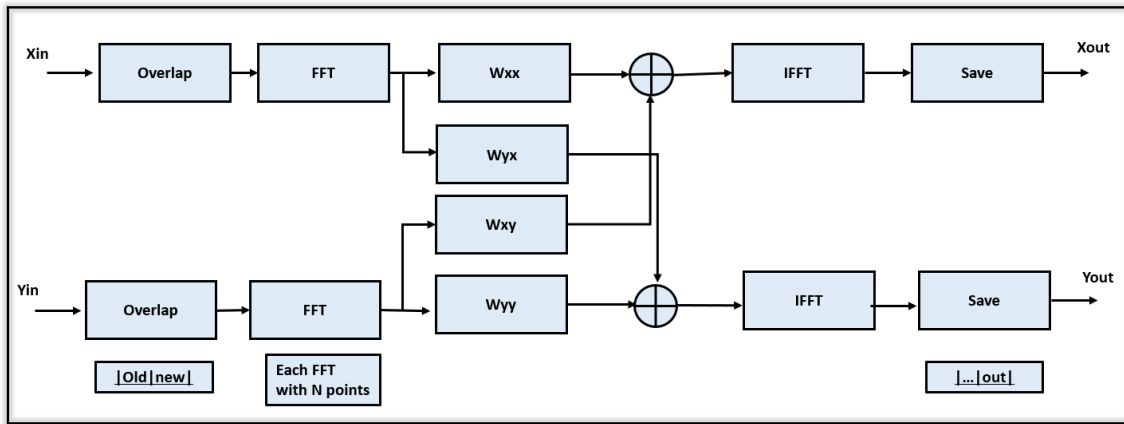 Xin
Overlap
FFT
Wxx
IFFT
Save
Xout
Wyx
Wxy
Yin
Overlap
FFT
Wyy
IFFT
Save
Yout
|Old|new|
Each FFT
with N points
|...|out|